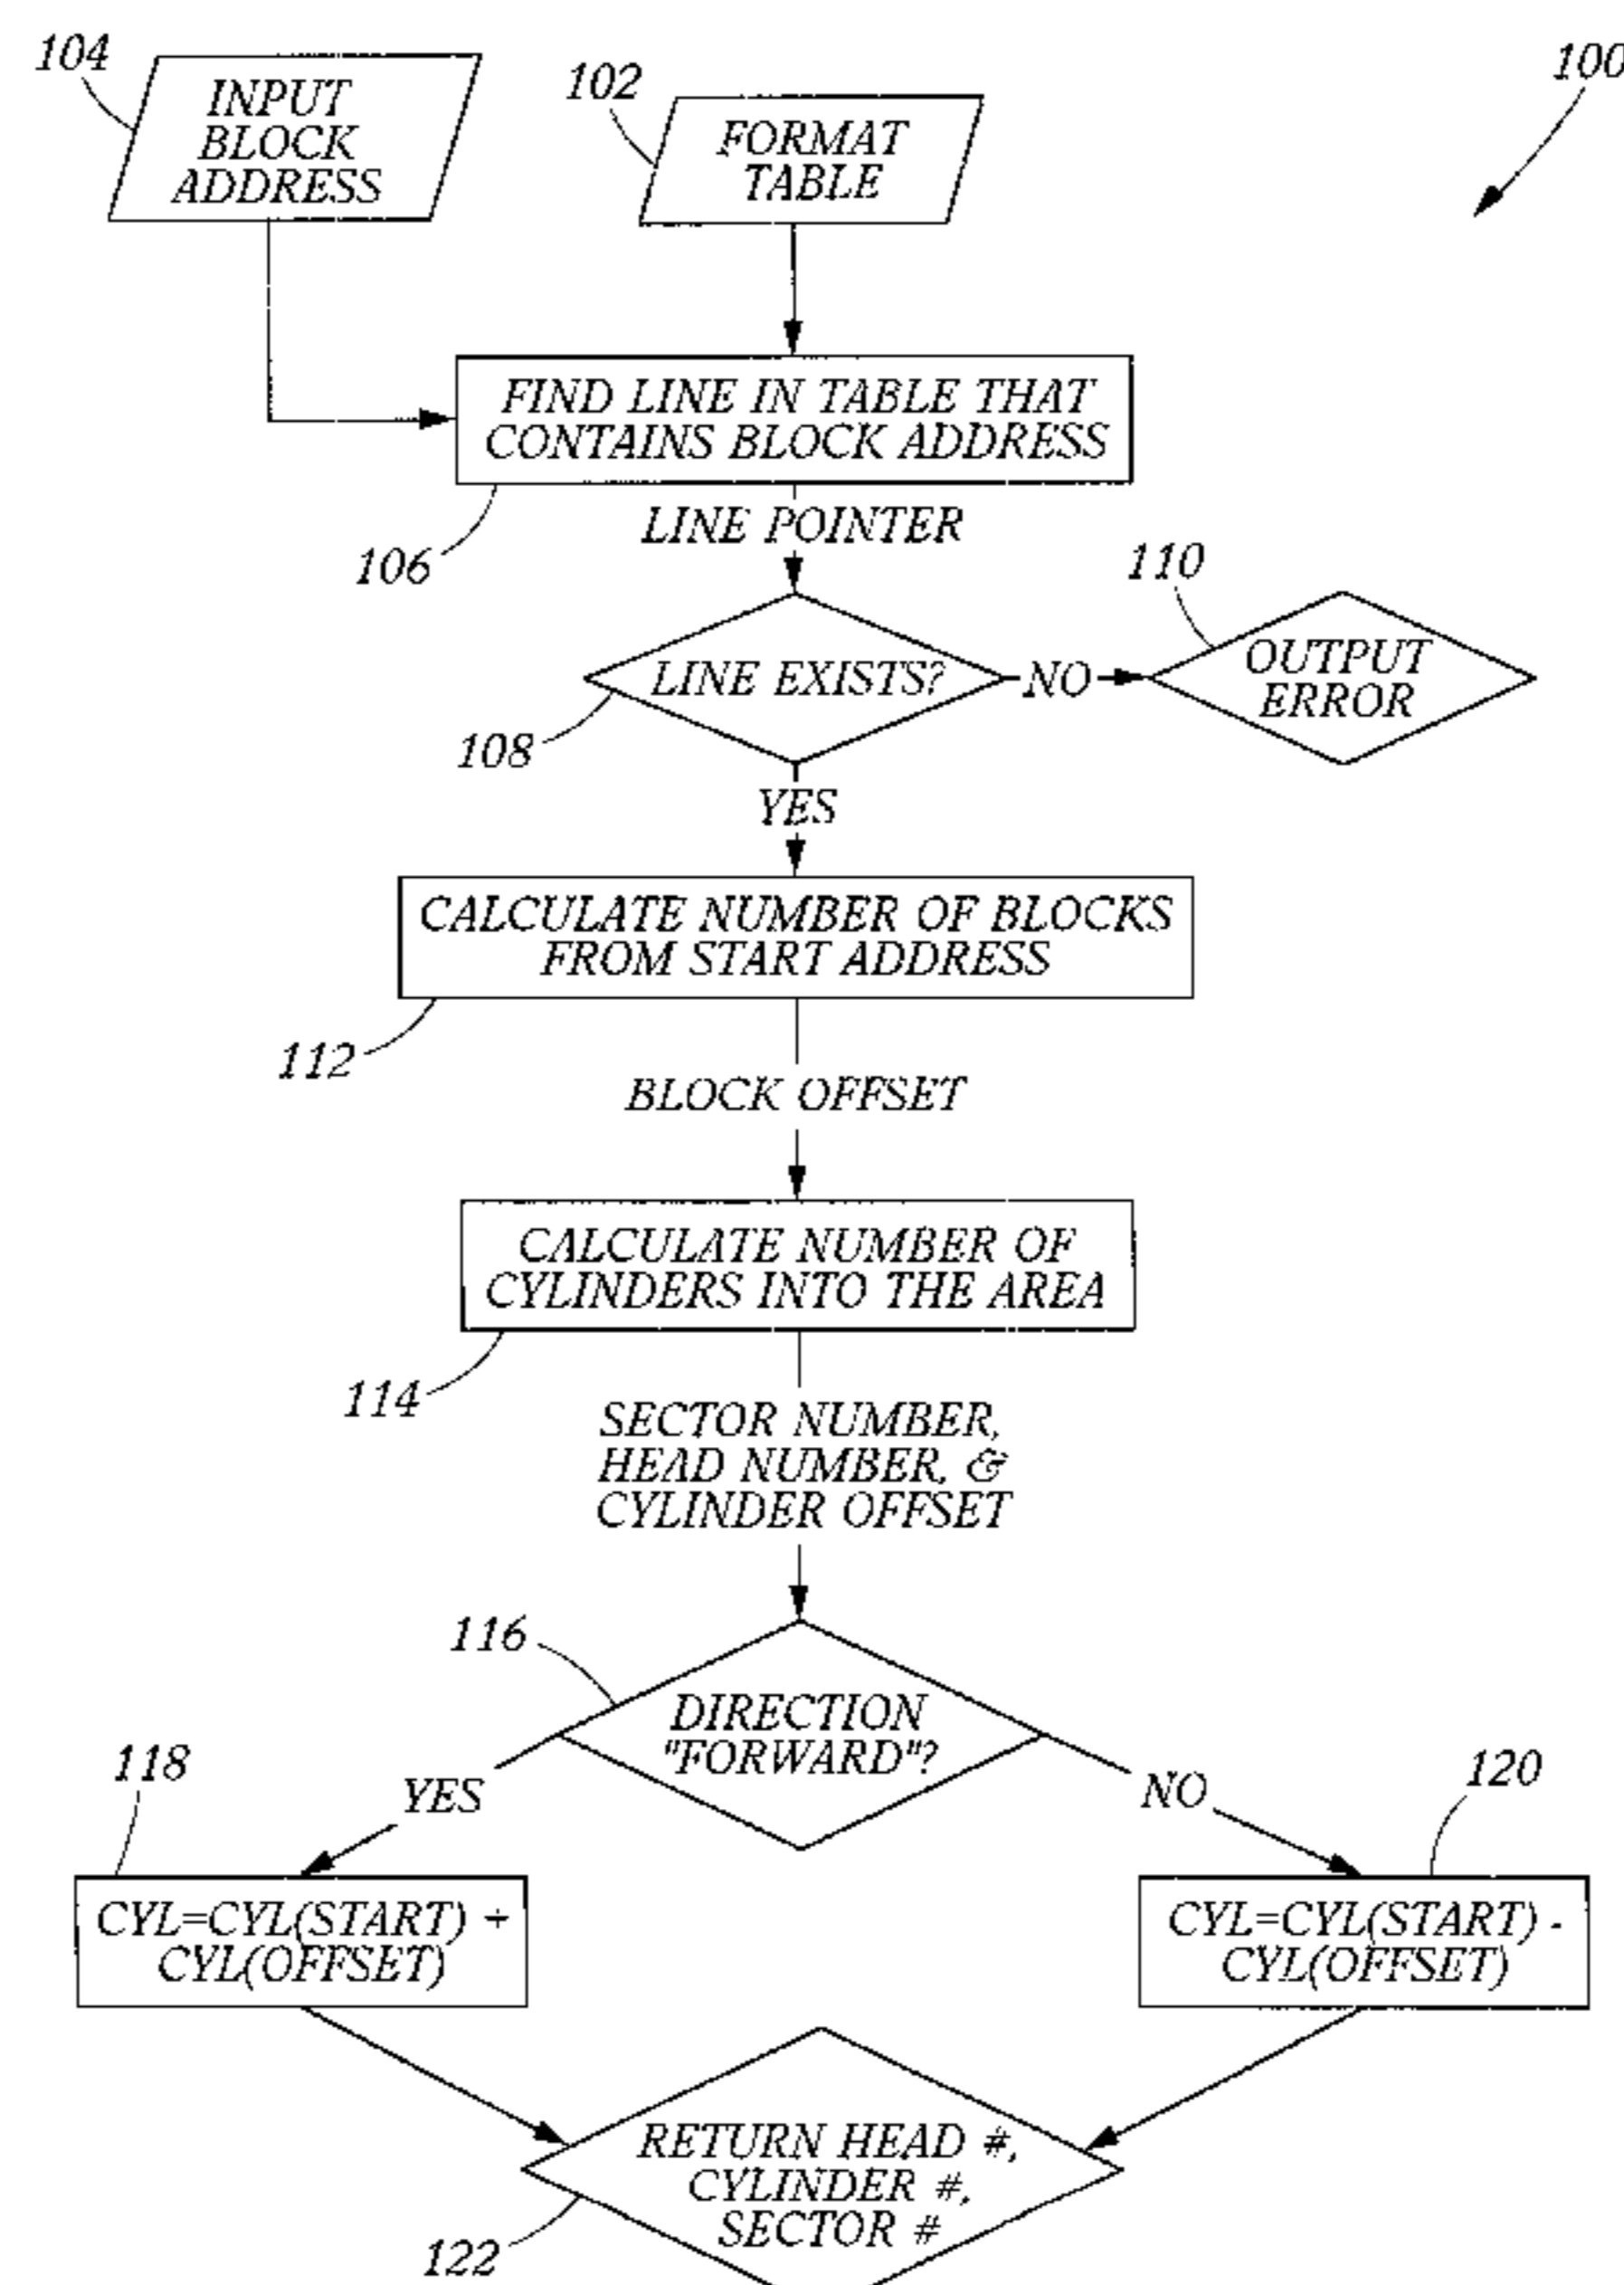 104
INPUT
BLOCK
ADDRESS
102
FORMAT
TABLE
100
FIND LINE IN TABLE THAT
CONTAINS BLOCK ADDRESS
106
LINE POINTER
LINE EXISTS?
108
NO
110
OUTPUT
ERROR
YES
CALCULATE NUMBER OF BLOCKS
FROM START ADDRESS
112
BLOCK OFFSET
CALCULATE NUMBER OF
CYLINDERS INTO THE AREA
114
SECTOR NUMBER,
HEAD NUMBER, &
CYLINDER OFFSET
116
DIRECTION
"FORWARD"?
YES
NO
118
CYL=CYL(START) +
CYL(OFFSET)
120
CYL=CYL(START) -
CYL(OFFSET)
RETURN HEAD #,
CYLINDER #,
SECTOR #
122